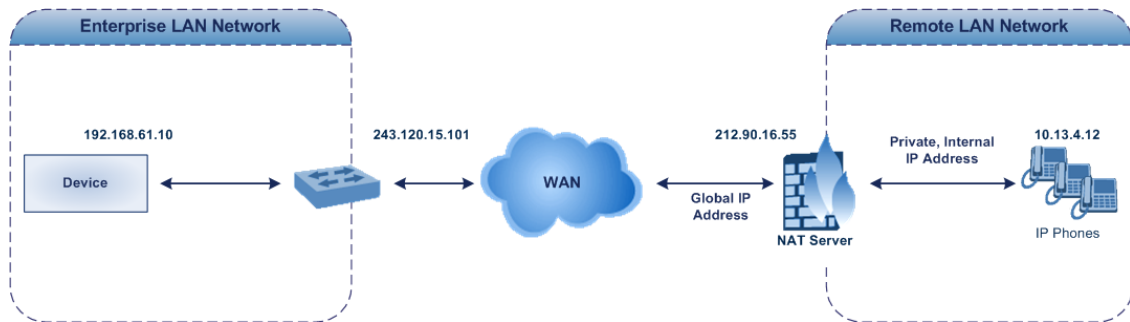 Enterprise LAN Network
Remote LAN Network
192.168.61.10
243.120.15.101
212.90.16.55
10.13.4.12
Private, Internal
IP Address
Device
WAN
Global IP
Address
NAT Server
IP Phones